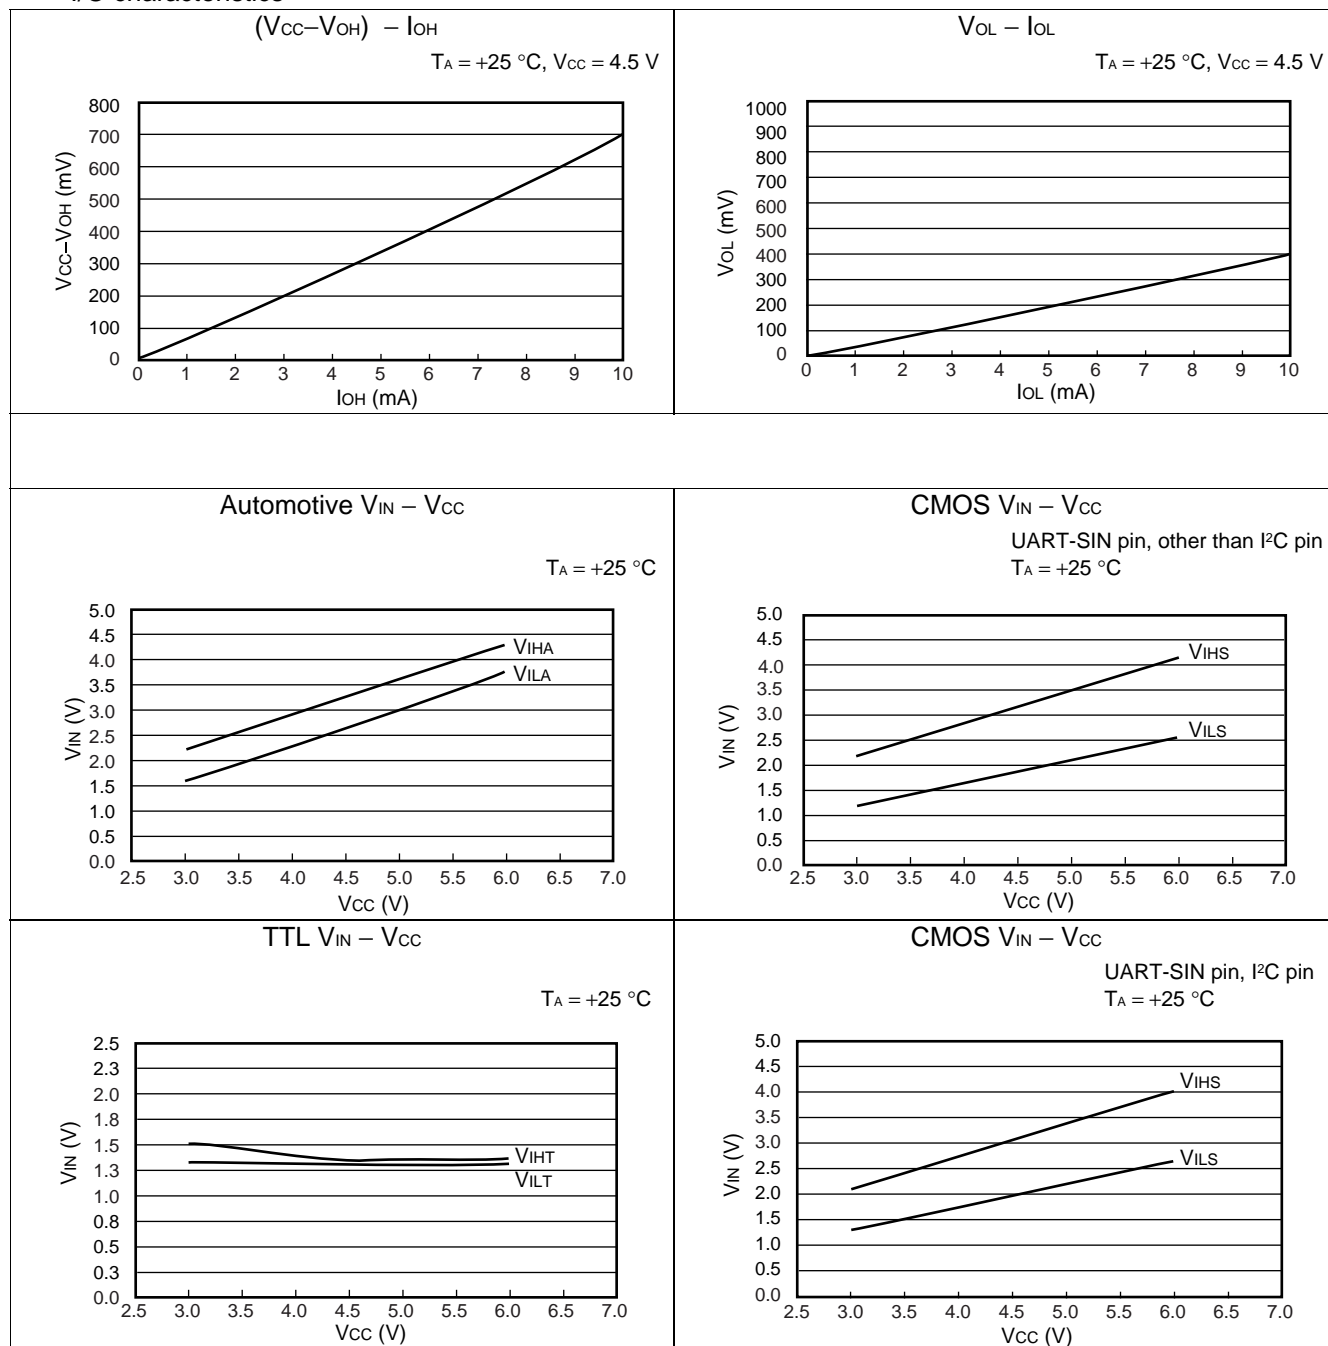 I/O characteristics
(VCC–VOH) – IOH
TA = +25 °C, VCC = 4.5 V
800
700
600
500
400
300
200
100
0
VCC–VOH (mV)
0 1 2 3 4 5 6 7 8 9 10
IOH (mA)
VOL – IOL
TA = +25 °C, VCC = 4.5 V
1000
900
800
700
600
500
400
300
200
100
0
VOL (mV)
0 1 2 3 4 5 6 7 8 9 10
IOL (mA)
Automotive VIN – VCC
TA = +25 °C
5.0
4.5
4.0
3.5
3.0
2.5
2.0
1.5
1.0
0.5
0.0
VIN (V)
VIHA
VILA
2.5 3.0 3.5 4.0 4.5 5.0 5.5 6.0 6.5 7.0
VCC (V)
CMOS VIN – VCC
UART-SIN pin, other than I²C pin
TA = +25 °C
5.0
4.5
4.0
3.5
3.0
2.5
2.0
1.5
1.0
0.5
0.0
VIN (V)
VIHS
VILS
2.5 3.0 3.5 4.0 4.5 5.0 5.5 6.0 6.5 7.0
VCC (V)
TTL VIN – VCC
TA = +25 °C
2.5
2.3
2.0
1.8
1.5
1.3
1.0
0.8
0.5
0.3
0.0
VIN (V)
VIHT
VILT
2.5 3.0 3.5 4.0 4.5 5.0 5.5 6.0 6.5 7.0
VCC (V)
CMOS VIN – VCC
UART-SIN pin, I²C pin
TA = +25 °C
5.0
4.5
4.0
3.5
3.0
2.5
2.0
1.5
1.0
0.5
0.0
VIN (V)
VIHS
VILS
2.5 3.0 3.5 4.0 4.5 5.0 5.5 6.0 6.5 7.0
VCC (V)